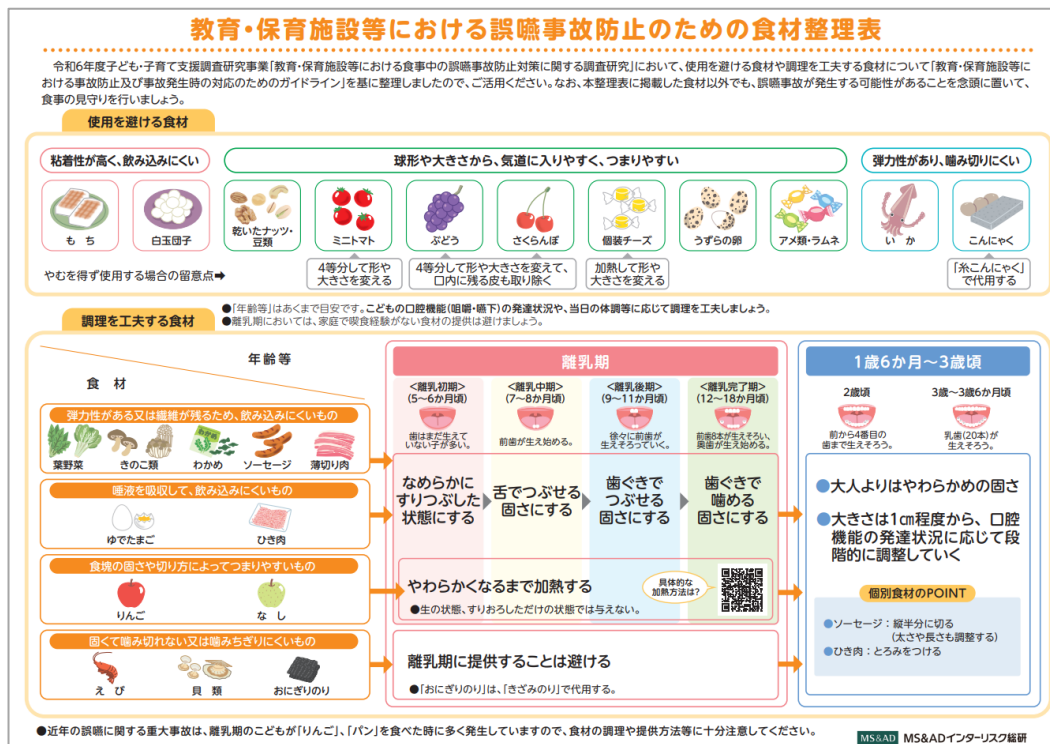 教育・保育施設等における誤嚥事故防止のための食材整理表
令和6年度子ども・子育て支援調査研究事業「教育・保育施設等における食事中の誤嚥事故防止対策に関する調査研究」において、使用を避ける食材や調理を工夫する食材について「教育・保育施設等に
おける事故防止及び事故発生時の対応のためのガイドライン」を基に整理しましたので、ご活用ください。なお、本整理表に掲載した食材以外でも、誤嚥事故が発生する可能性があることを念頭に置いて、
食事の見守りを行いましょう。
使用を避ける食材
粘着性が高く、飲み込みにくい
球形や大きさから、気道に入りやすく、つまりやすい
弾力性があり、噛み切りにくい
もち
白玉団子
乾いたナッツ・
豆類
ミニトマト
ぶどう
さくらんぼ
個装チーズ
うずらの卵
アメ類・ラムネ
いか
こんにゃく
やむを得ず使用する場合の留意点➡
4等分して形や
大きさを変える
4等分して形や大きさを変えて、
口内に残る皮も取り除く
加熱して形や
大きさを変える
「糸こんにゃく」
で代用する
調理を工夫する食材
●「年齢等」はあくまで目安です。こどもの口腔機能(咀嚼・嚥下)の発達状況や、当日の体調等に応じて調理を工夫しましょう。
●離乳期においては、家庭で喫食経験がない食材の提供は避けましょう。
年齢等
食 材
離乳期
1歳6か月～3歳頃
<離乳初期>
(5～6か月頃)
歯はまだ生えて
いない子が多い。
<離乳中期>
(7～8か月頃)
前歯が生え始める。
<離乳後期>
(9～11か月頃)
徐々に前歯が
生えそろっていく。
<離乳完了期>
(12～18か月頃)
前歯8本が生えそろい、
奥歯が生え始める。
2歳頃
前から4番目の
歯まで生えそろう。
3歳～3歳6か月頃
乳歯(20本)が
生えそろう。
弾力性がある又は繊維が残るため、飲み込みにくいもの
葉野菜
きのこ類
わかめ
ソーセージ
薄切り肉
唾液を吸収して、飲み込みにくいもの
ゆでたまご
ひき肉
食塊の固さや切り方によってつまりやすいもの
りんご
なし
固くて噛み切れない又は噛みちぎりにくいもの
えび
貝類
おにぎりのり
なめらかに
すりつぶした
状態にする
舌でつぶせる
固さにする
歯ぐきで
つぶせる
固さにする
歯ぐきで
噛める
固さにする
やわらかくなるまで加熱する
●生の状態、すりおろしただけの状態では与えない。
具体的な
加熱方法は?
離乳期に提供することは避ける
●「おにぎりのり」は、「きざみのり」で代用する。
●大人よりはやわらかめの固さ
●大きさは1cm程度から、口腔
機能の発達状況に応じて段
階的に調整していく
個別食材のPOINT
●ソーセージ：縦半分に切る
(太さや長さも調整する)
●ひき肉：とろみをつける
●近年の誤嚥に関する重大事故は、離乳期のこどもが「りんご」、「パン」を食べた時に多く発生していますので、食材の調理や提供方法等に十分注意してください。
MS&AD MS&ADインターリスク総研